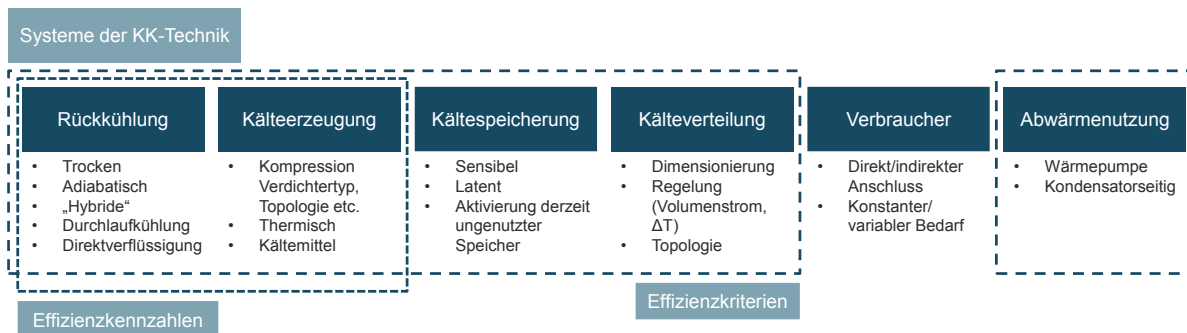 Systeme der KK-Technik
Rückkühlung
• Trocken
• Adiabatisch
• „Hybride“
• Durchlaufkühlung
• Direktverflüssigung
Kälteerzeugung
• Kompression
Verdichtertyp,
Topologie etc.
• Thermisch
• Kältemittel
Kältespeicherung
• Sensibel
• Latent
• Aktivierung derzeit
ungenutzter
Speicher
Kälteverteilung
• Dimensionierung
• Regelung
(Volumenstrom,
ΔT)
• Topologie
Verbraucher
• Direkt/indirekter
Anschluss
• Konstanter/
variabler Bedarf
Abwärmenutzung
• Wärmepumpe
• Kondensatorseitig
Effizienzkennzahlen
Effizienzkriterien